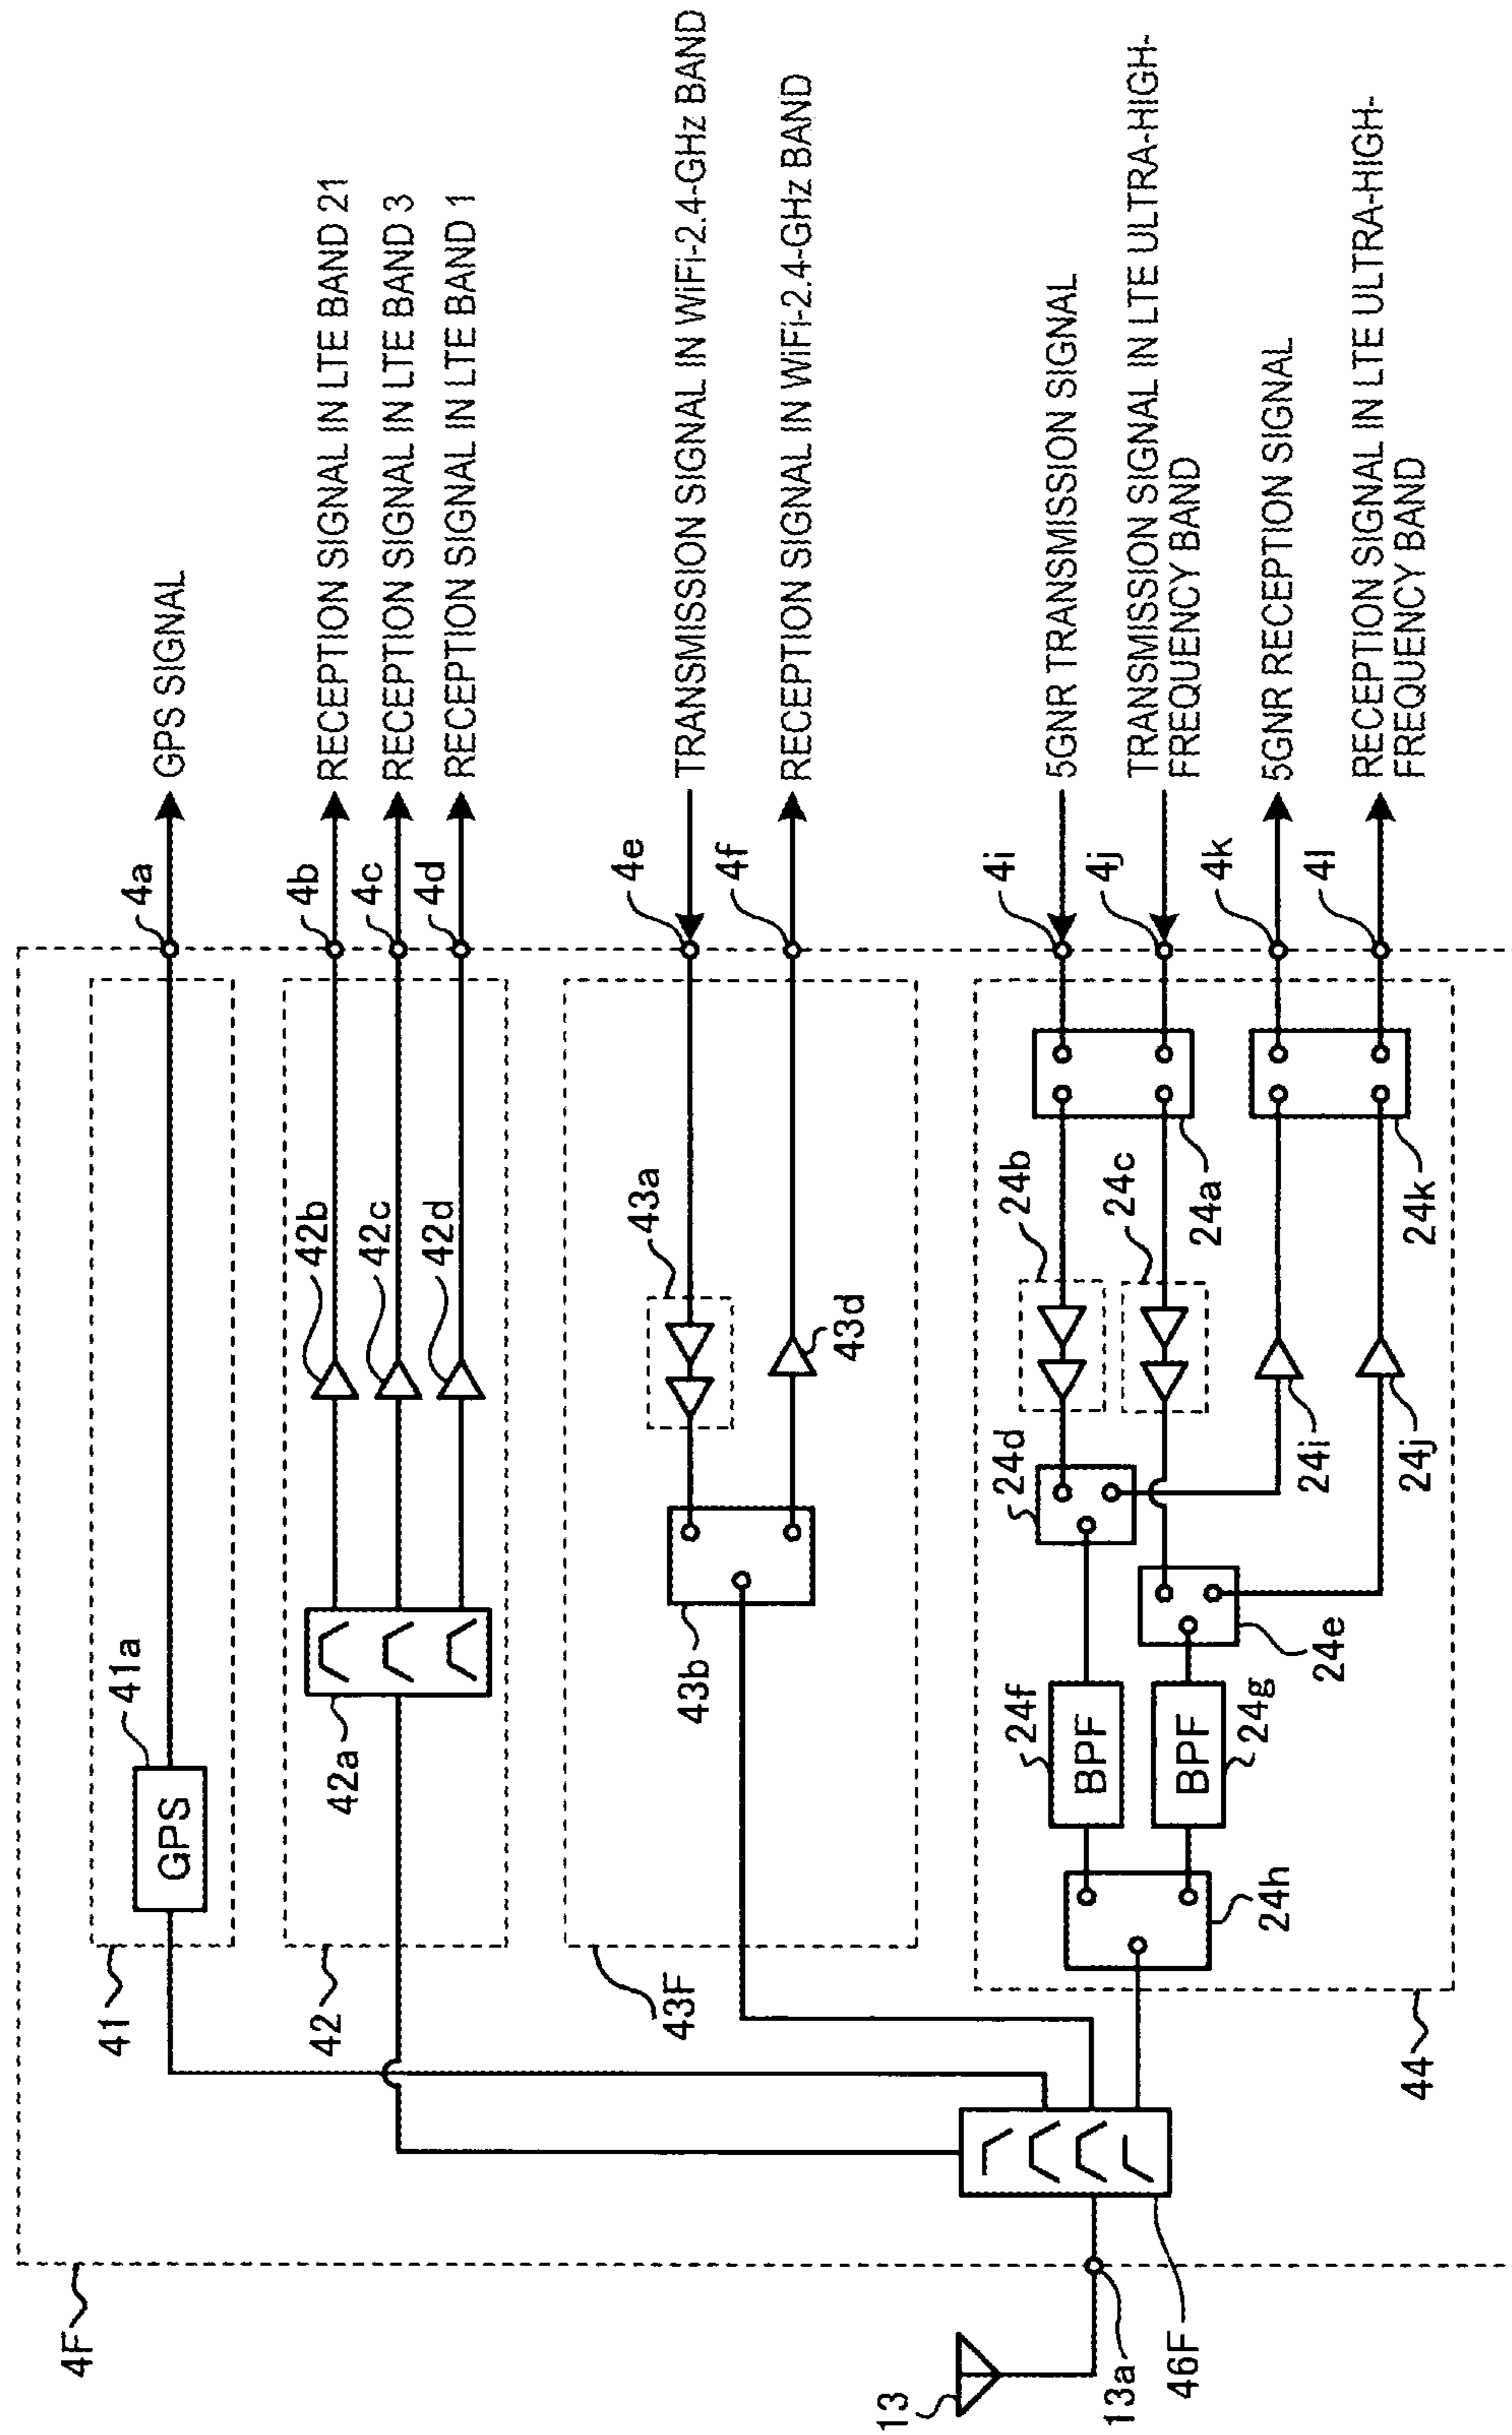 4F
41
41a
GPS
4a
GPS SIGNAL
42
42a
42b
42c
42d
4b
4c
4d
RECEPTION SIGNAL IN LTE BAND 21
RECEPTION SIGNAL IN LTE BAND 3
RECEPTION SIGNAL IN LTE BAND 1
43F
43b
43a
43d
4e
4f
TRANSMISSION SIGNAL IN WiFi-2.4-GHz BAND
RECEPTION SIGNAL IN WiFi-2.4-GHz BAND
13
13a
46F
44
24h
24f
BPF
BPF
24g
24d
24e
24b
24c
24i
24j
24a
24k
4i
4j
4k
4l
5GNR TRANSMISSION SIGNAL
TRANSMISSION SIGNAL IN LTE ULTRA-HIGH-
FREQUENCY BAND
5GNR RECEPTION SIGNAL
RECEPTION SIGNAL IN LTE ULTRA-HIGH-
FREQUENCY BAND